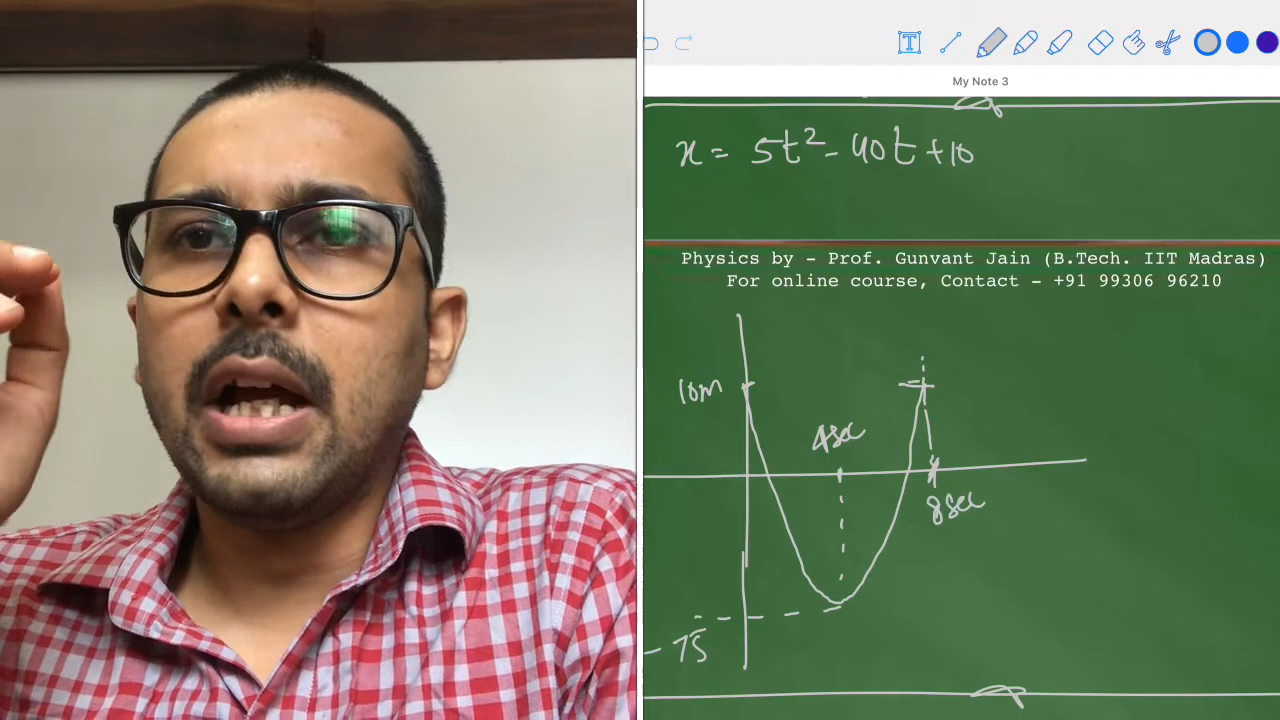 My Note 3
x = 5t² - 40t + 10
Physics by - Prof. Gunvant Jain (B.Tech. IIT Madras)
For online course, Contact - +91 99306 96210
10m
4sec
8sec
- 75